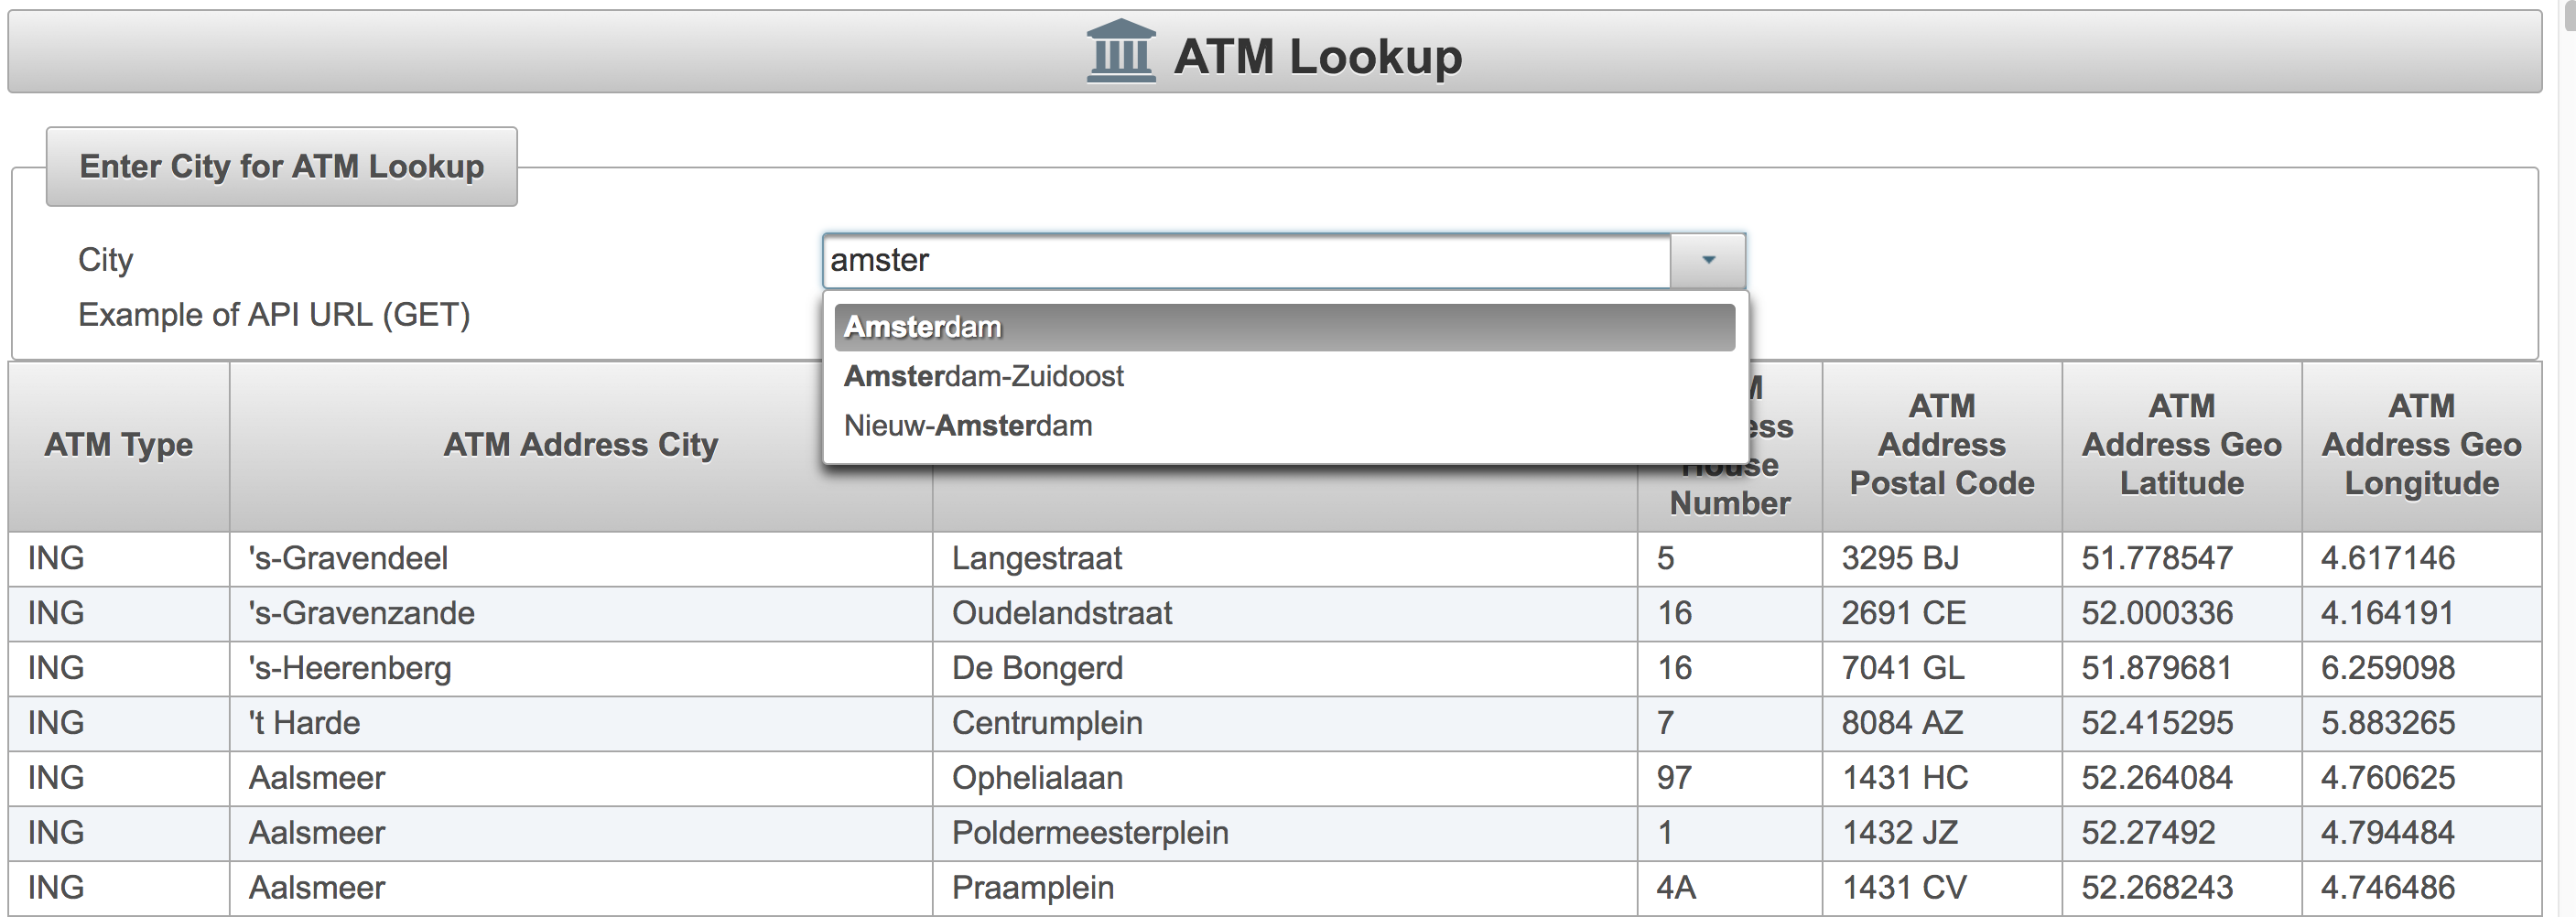 ATM Lookup
Enter City for ATM Lookup
City amster
Example of API URL (GET)
Amsterdam
Amsterdam-Zuidoost
Nieuw-Amsterdam
ATM Type ATM Address City House Number ATM Address Postal Code ATM Address Geo Latitude ATM Address Geo Longitude
ING 's-Gravendeel Langestraat 5 3295 BJ 51.778547 4.617146
ING 's-Gravenzande Oudelandstraat 16 2691 CE 52.000336 4.164191
ING 's-Heerenberg De Bongerd 16 7041 GL 51.879681 6.259098
ING 't Harde Centrumplein 7 8084 AZ 52.415295 5.883265
ING Aalsmeer Ophelialaan 97 1431 HC 52.264084 4.760625
ING Aalsmeer Poldermeesterplein 1 1432 JZ 52.27492 4.794484
ING Aalsmeer Praamplein 4A 1431 CV 52.268243 4.746486